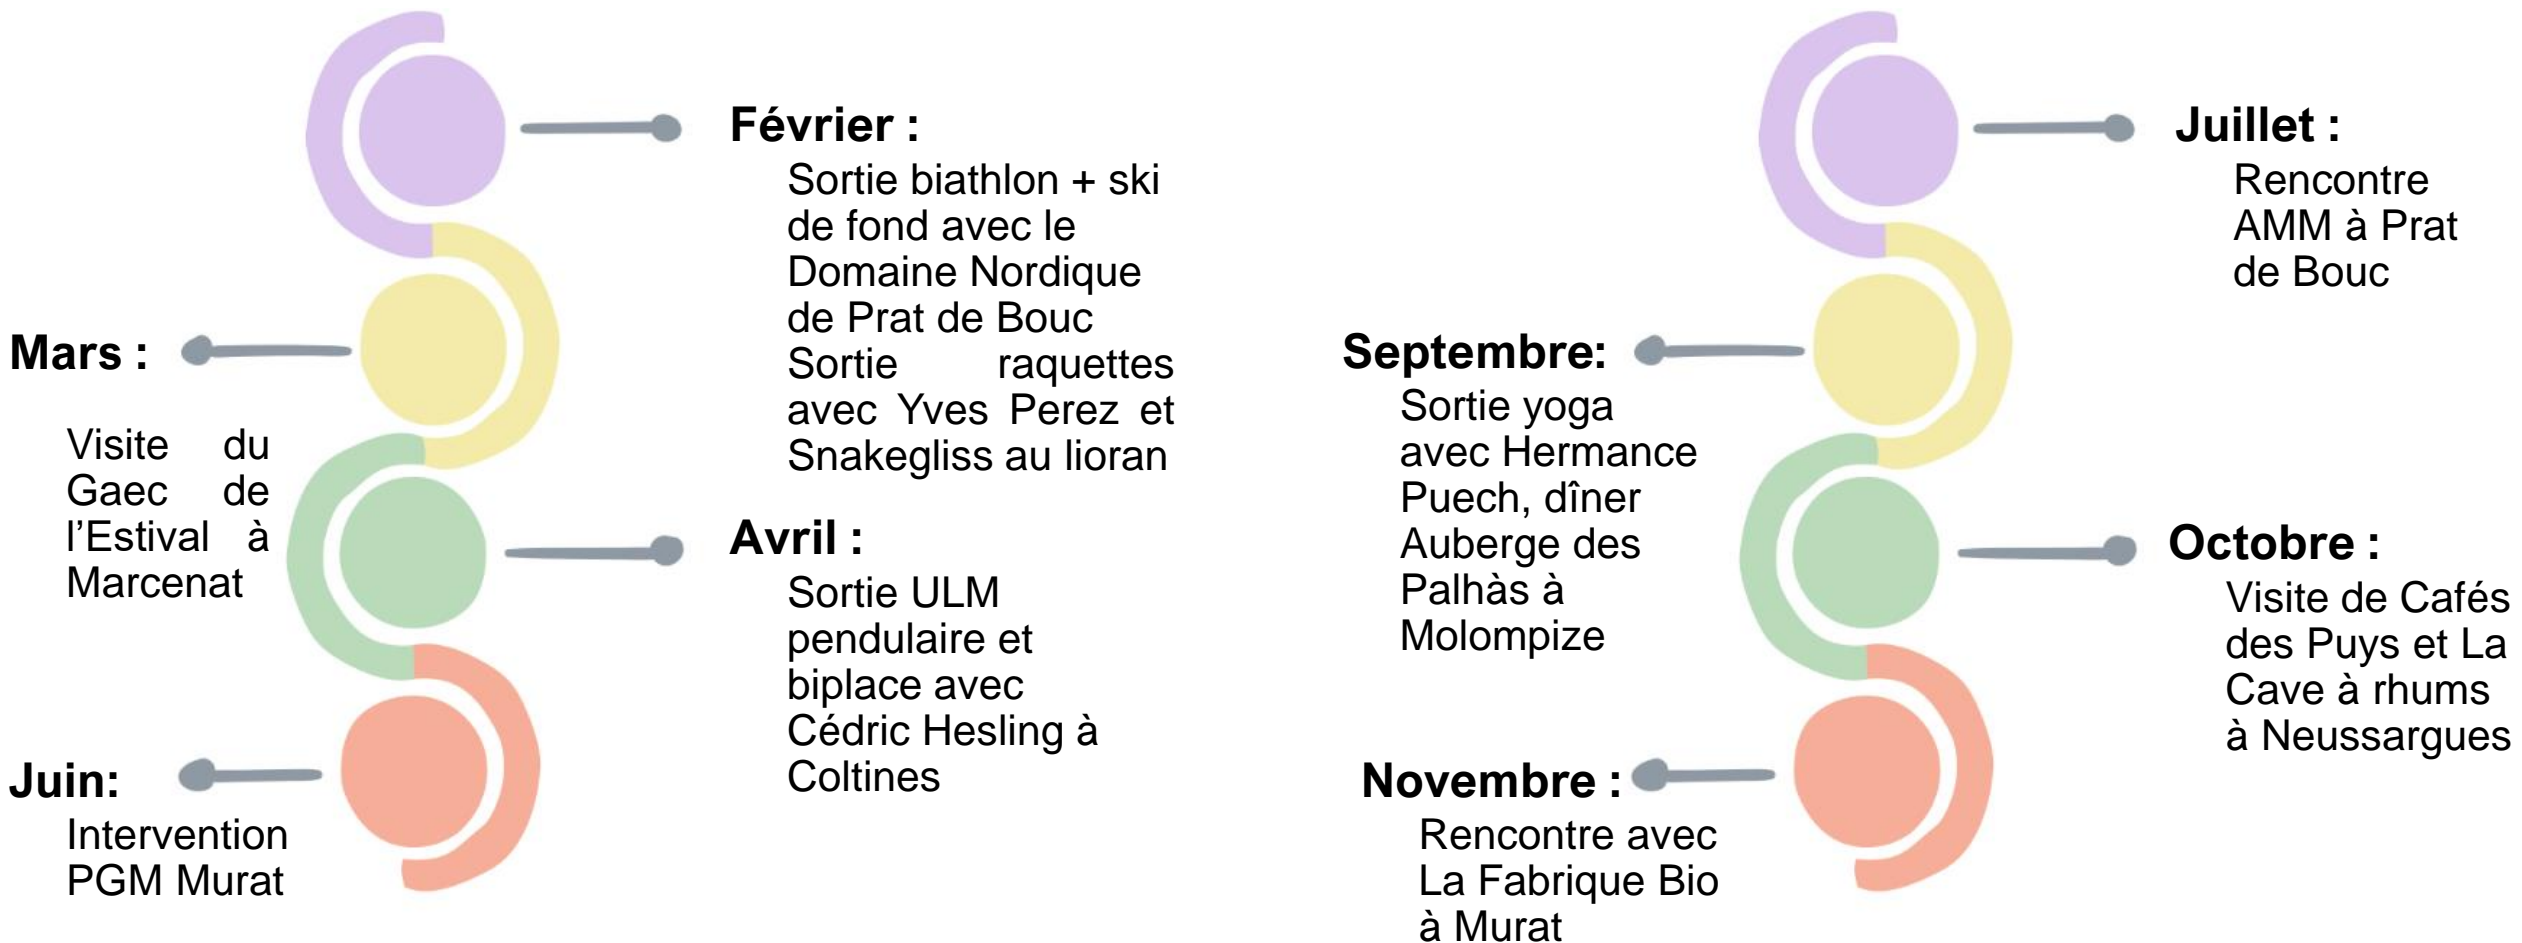 Février :
Sortie biathlon + ski
de fond avec le
Domaine Nordique
de Prat de Bouc
Sortie raquettes
avec Yves Perez et
Snakegliss au lioran
Mars :
Visite du
Gaec de
l'Estival à
Marcenat
Avril :
Sortie ULM
pendulaire et
biplace avec
Cédric Hesling à
Coltines
Juin:
Intervention
PGM Murat
Juillet :
Rencontre
AMM à Prat
de Bouc
Septembre:
Sortie yoga
avec Hermance
Puech, dîner
Auberge des
Palhàs à
Molompize
Octobre :
Visite de Cafés
des Puys et La
Cave à rhums
à Neussargues
Novembre :
Rencontre avec
La Fabrique Bio
à Murat